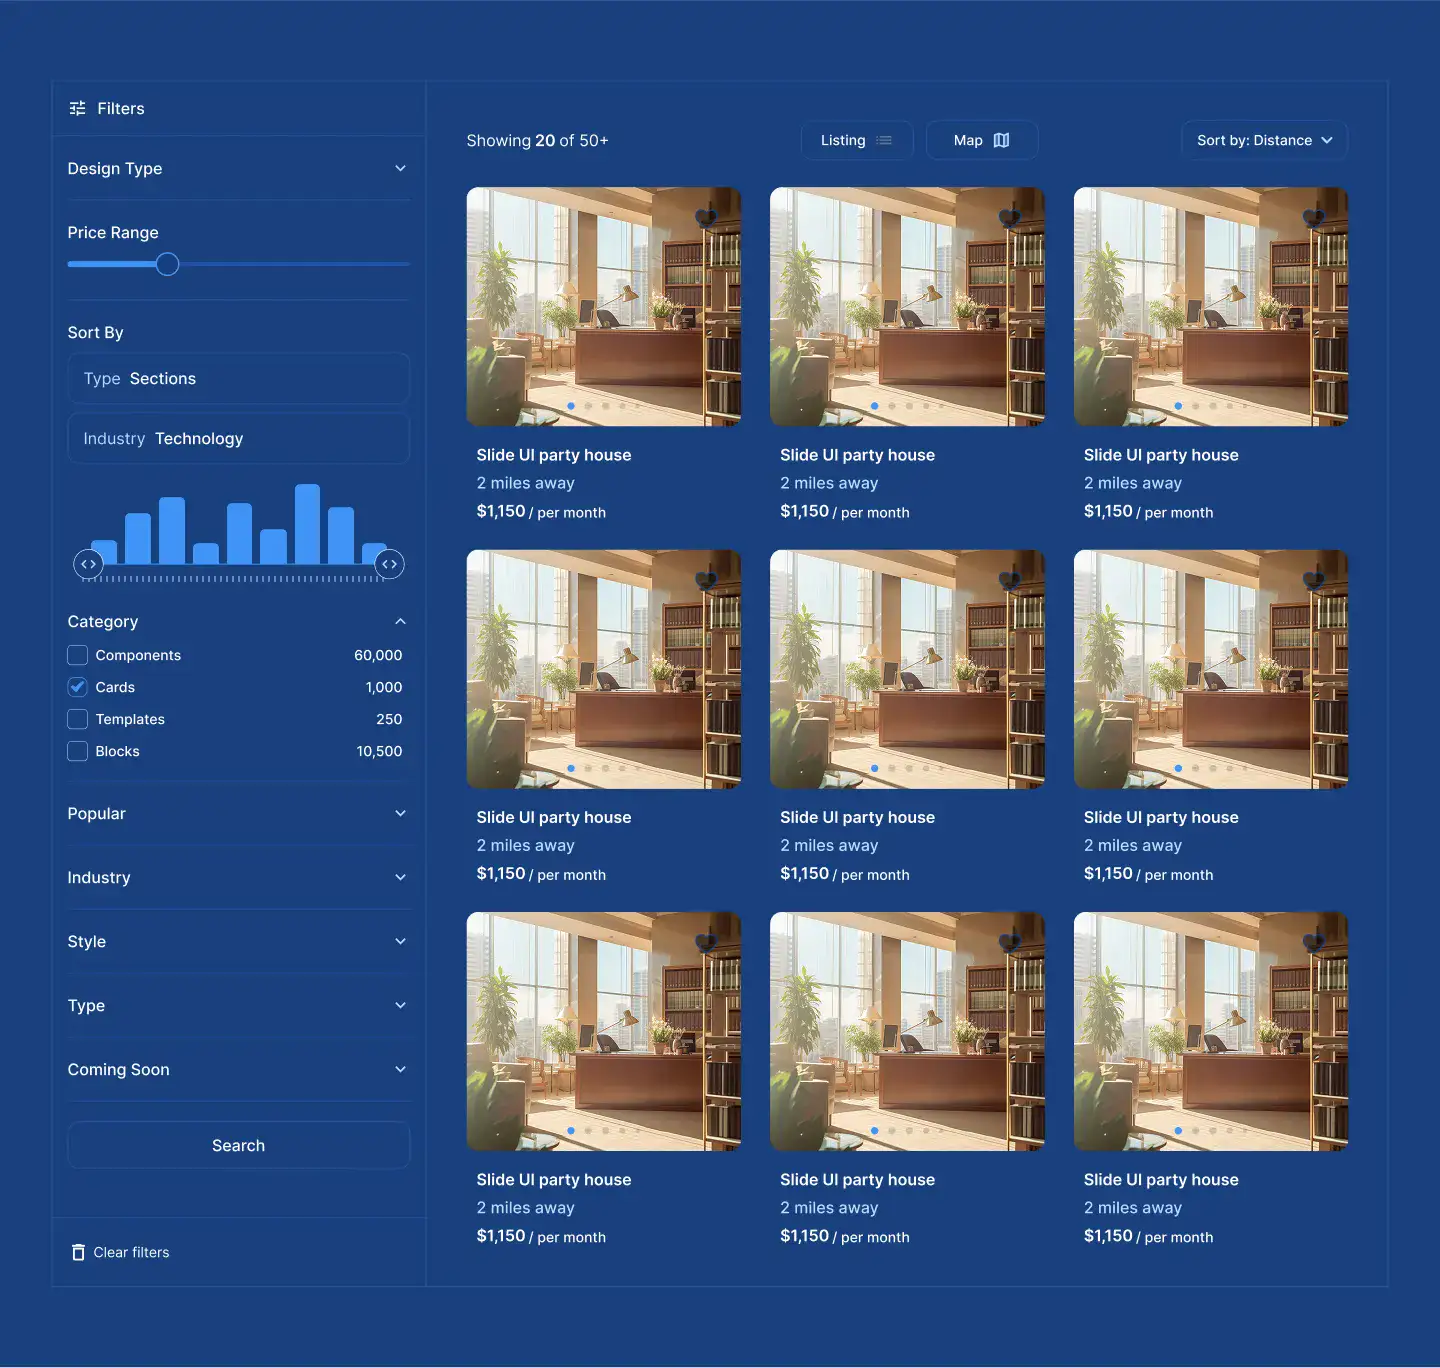 Filters
Design Type
Price Range
Sort By
Type Sections
Industry Technology
Category
Components 60,000
Cards 1,000
Templates 250
Blocks 10,500
Popular
Industry
Style
Type
Coming Soon
Search
Clear filters
Showing 20 of 50+
Listing
Map
Sort by: Distance
Slide UI party house
2 miles away
$1,150 / per month
Slide UI party house
2 miles away
$1,150 / per month
Slide UI party house
2 miles away
$1,150 / per month
Slide UI party house
2 miles away
$1,150 / per month
Slide UI party house
2 miles away
$1,150 / per month
Slide UI party house
2 miles away
$1,150 / per month
Slide UI party house
2 miles away
$1,150 / per month
Slide UI party house
2 miles away
$1,150 / per month
Slide UI party house
2 miles away
$1,150 / per month